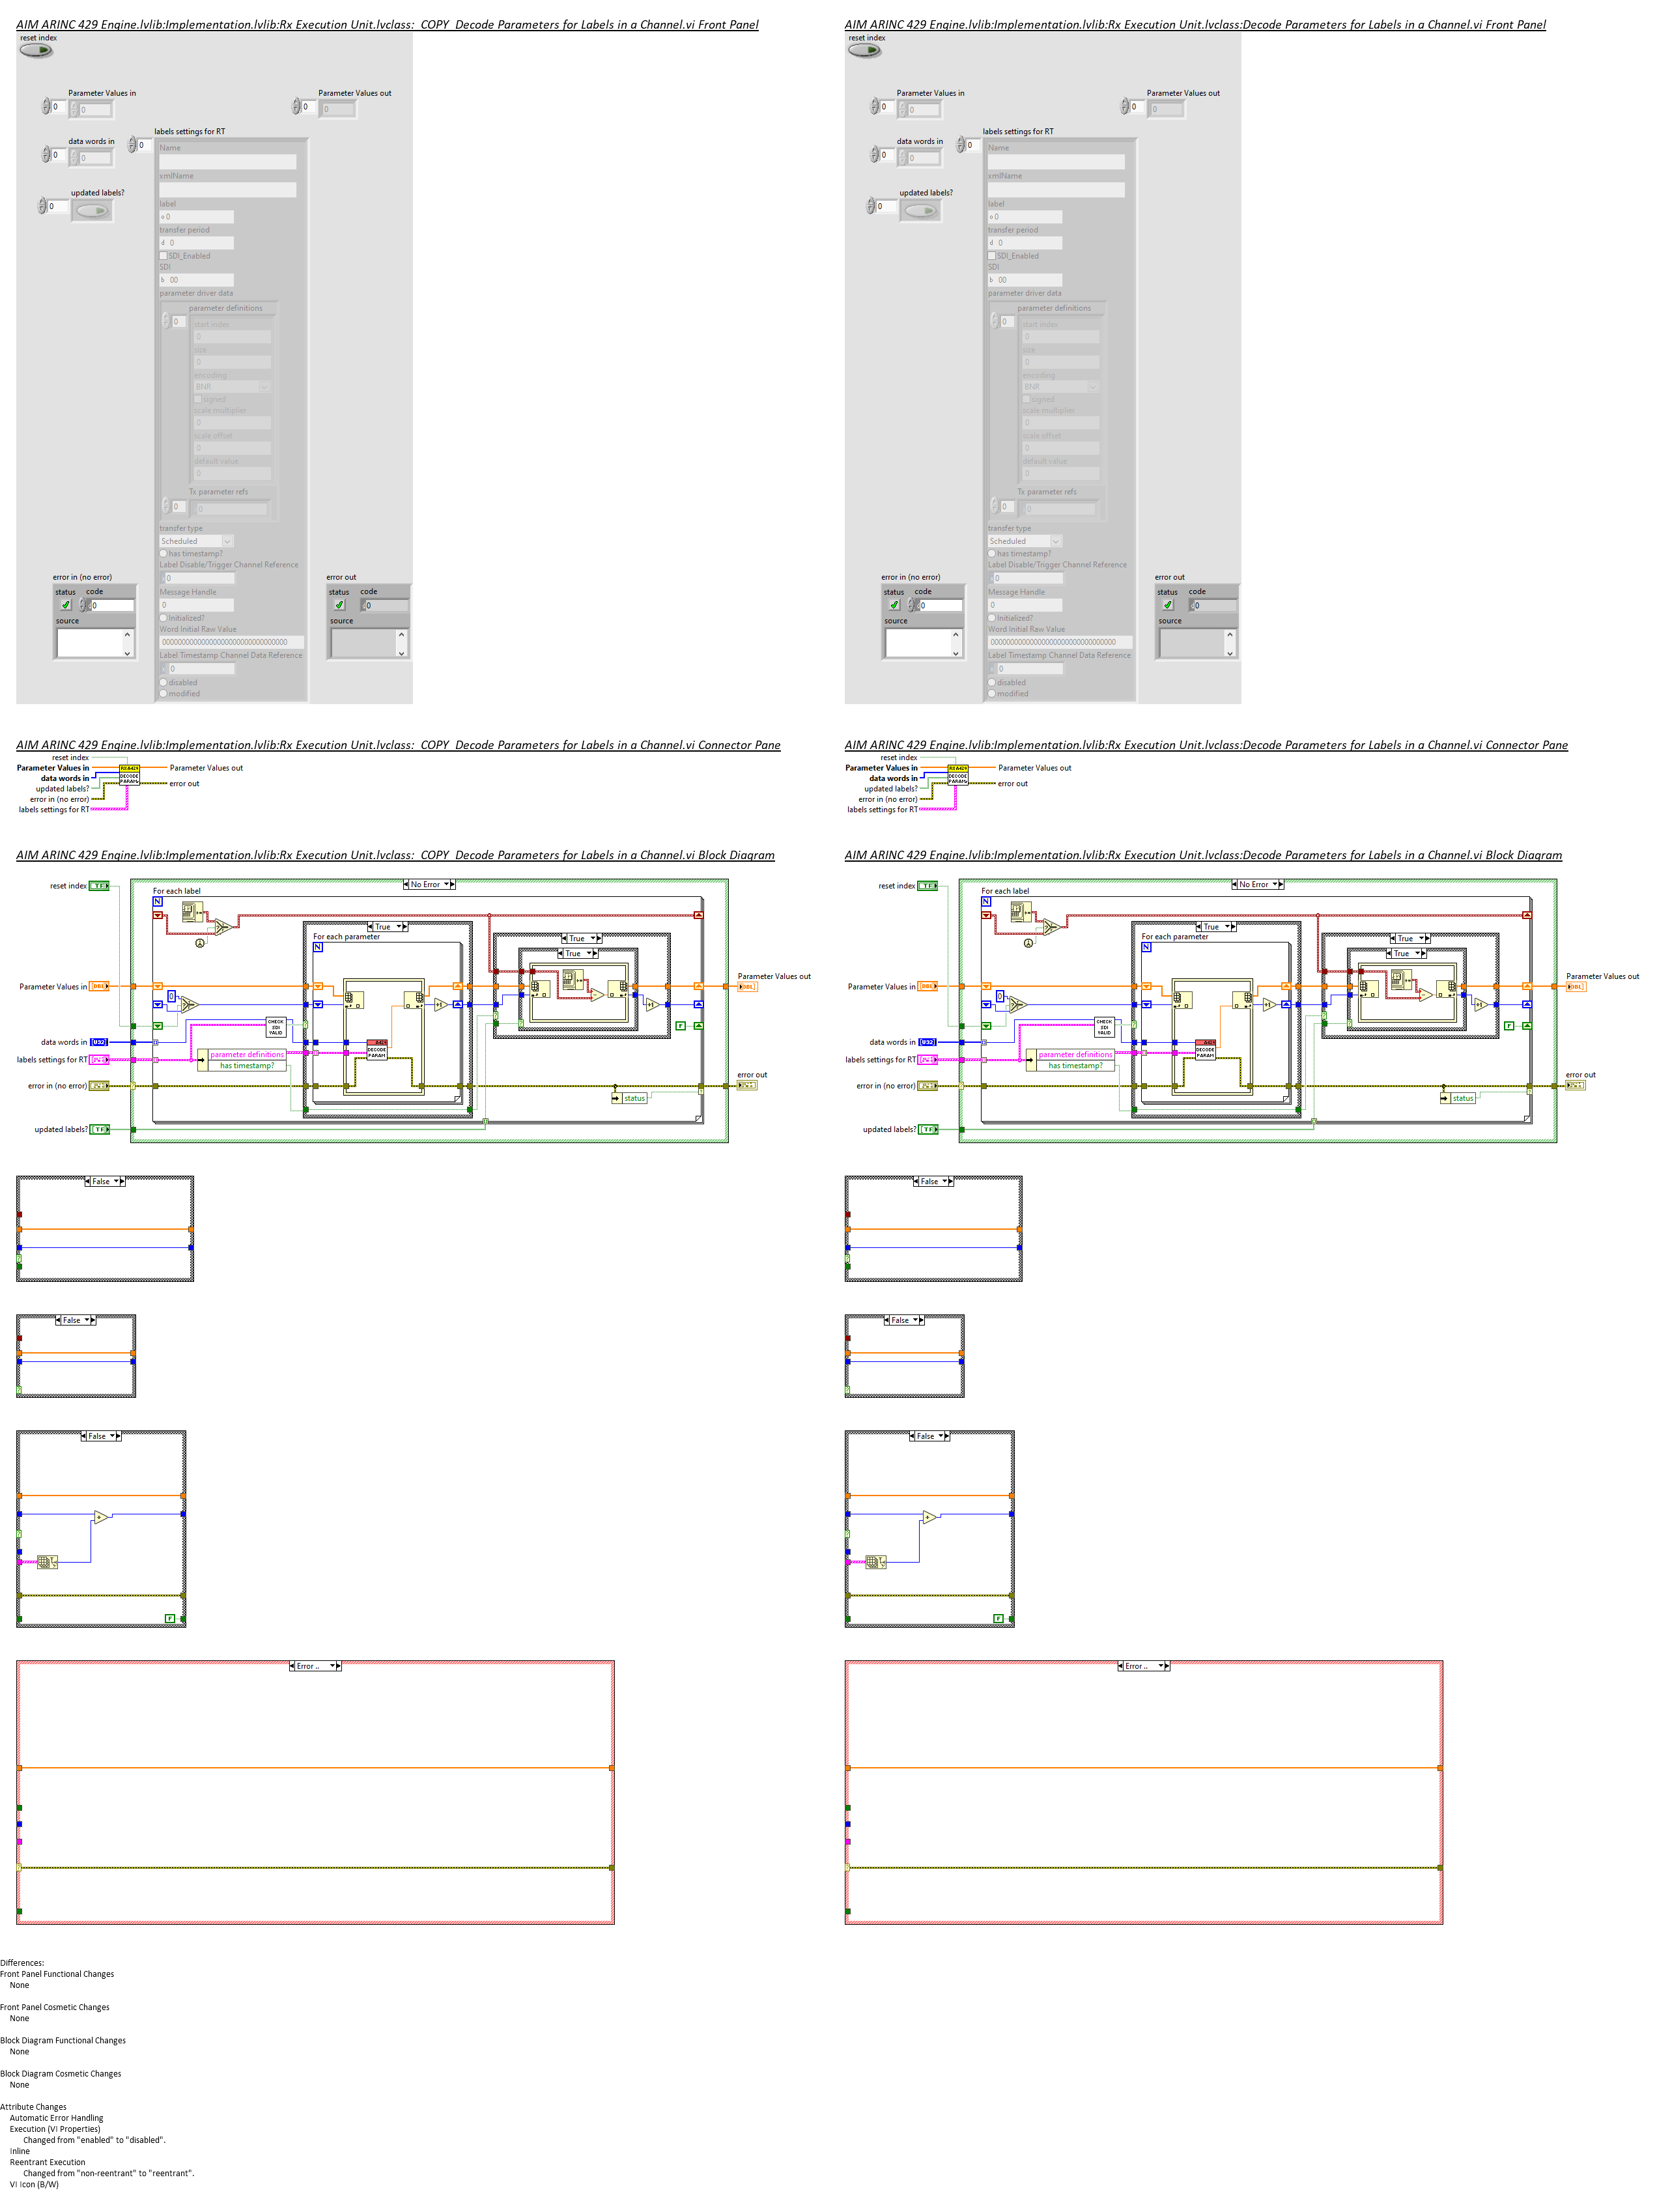 AIM ARINC 429 Engine.lvlib:Implementation.lvlib:Rx Execution Unit.lvclass:_COPY_Decode Parameters for Labels in a Channel.vi Front Panel
reset index
Parameter Values in
0
0
Parameter Values out
0
0
data words in
0
0
updated labels?
0
labels settings for RT
0
Name
xmlName
label
o 0
transfer period
d 0
SDI_Enabled
SDI
b 00
parameter driver data
parameter definitions
0
start index
0
size
0
encoding
BNR
signed
scale multiplier
0
scale offset
0
default value
0
Tx parameter refs
0
0
transfer type
Scheduled
has timestamp?
Label Disable/Trigger Channel Reference
0
Message Handle
0
Initialized?
Word Initial Raw Value
00000000000000000000000000000000
Label Timestamp Channel Data Reference
0
disabled
modified
error in (no error)
status code
0
source
error out
status code
0
source
AIM ARINC 429 Engine.lvlib:Implementation.lvlib:Rx Execution Unit.lvclass:Decode Parameters for Labels in a Channel.vi Front Panel
reset index
Parameter Values in
0
0
Parameter Values out
0
0
data words in
0
0
updated labels?
0
labels settings for RT
0
Name
xmlName
label
o 0
transfer period
d 0
SDI_Enabled
SDI
b 00
parameter driver data
parameter definitions
0
start index
0
size
0
encoding
BNR
signed
scale multiplier
0
scale offset
0
default value
0
Tx parameter refs
0
0
transfer type
Scheduled
has timestamp?
Label Disable/Trigger Channel Reference
0
Message Handle
0
Initialized?
Word Initial Raw Value
00000000000000000000000000000000
Label Timestamp Channel Data Reference
0
disabled
modified
error in (no error)
status code
0
source
error out
status code
0
source
AIM ARINC 429 Engine.lvlib:Implementation.lvlib:Rx Execution Unit.lvclass:_COPY_Decode Parameters for Labels in a Channel.vi Connector Pane
reset index
Parameter Values in
data words in
updated labels?
error in (no error)
labels settings for RT
RX A429
DECODE
PARAMS
Parameter Values out
error out
AIM ARINC 429 Engine.lvlib:Implementation.lvlib:Rx Execution Unit.lvclass:Decode Parameters for Labels in a Channel.vi Connector Pane
reset index
Parameter Values in
data words in
updated labels?
error in (no error)
labels settings for RT
RX A429
DECODE
PARAMS
Parameter Values out
error out
AIM ARINC 429 Engine.lvlib:Implementation.lvlib:Rx Execution Unit.lvclass:_COPY_Decode Parameters for Labels in a Channel.vi Block Diagram
reset index
TF
No Error
For each label
N
True
For each parameter
N
True
True
Parameter Values in
DBL
0
+1
+1
Parameter Values out
DBL
CHECK
SDI
VALID
F
data words in
U32
labels settings for RT
parameter definitions
has timestamp?
A429
DECODE
PARAM
error in (no error)
status
error out
updated labels?
TF
AIM ARINC 429 Engine.lvlib:Implementation.lvlib:Rx Execution Unit.lvclass:Decode Parameters for Labels in a Channel.vi Block Diagram
reset index
TF
No Error
For each label
N
True
For each parameter
N
True
True
Parameter Values in
DBL
0
+1
+1
Parameter Values out
DBL
CHECK
SDI
VALID
F
data words in
U32
labels settings for RT
parameter definitions
has timestamp?
A429
DECODE
PARAM
error in (no error)
status
error out
updated labels?
TF
False
False
False
False
False
F
False
F
Error ..
Error ..
Differences:
Front Panel Functional Changes
None
Front Panel Cosmetic Changes
None
Block Diagram Functional Changes
None
Block Diagram Cosmetic Changes
None
Attribute Changes
Automatic Error Handling
Execution (VI Properties)
Changed from "enabled" to "disabled".
Inline
Reentrant Execution
Changed from "non-reentrant" to "reentrant".
VI Icon (B/W)